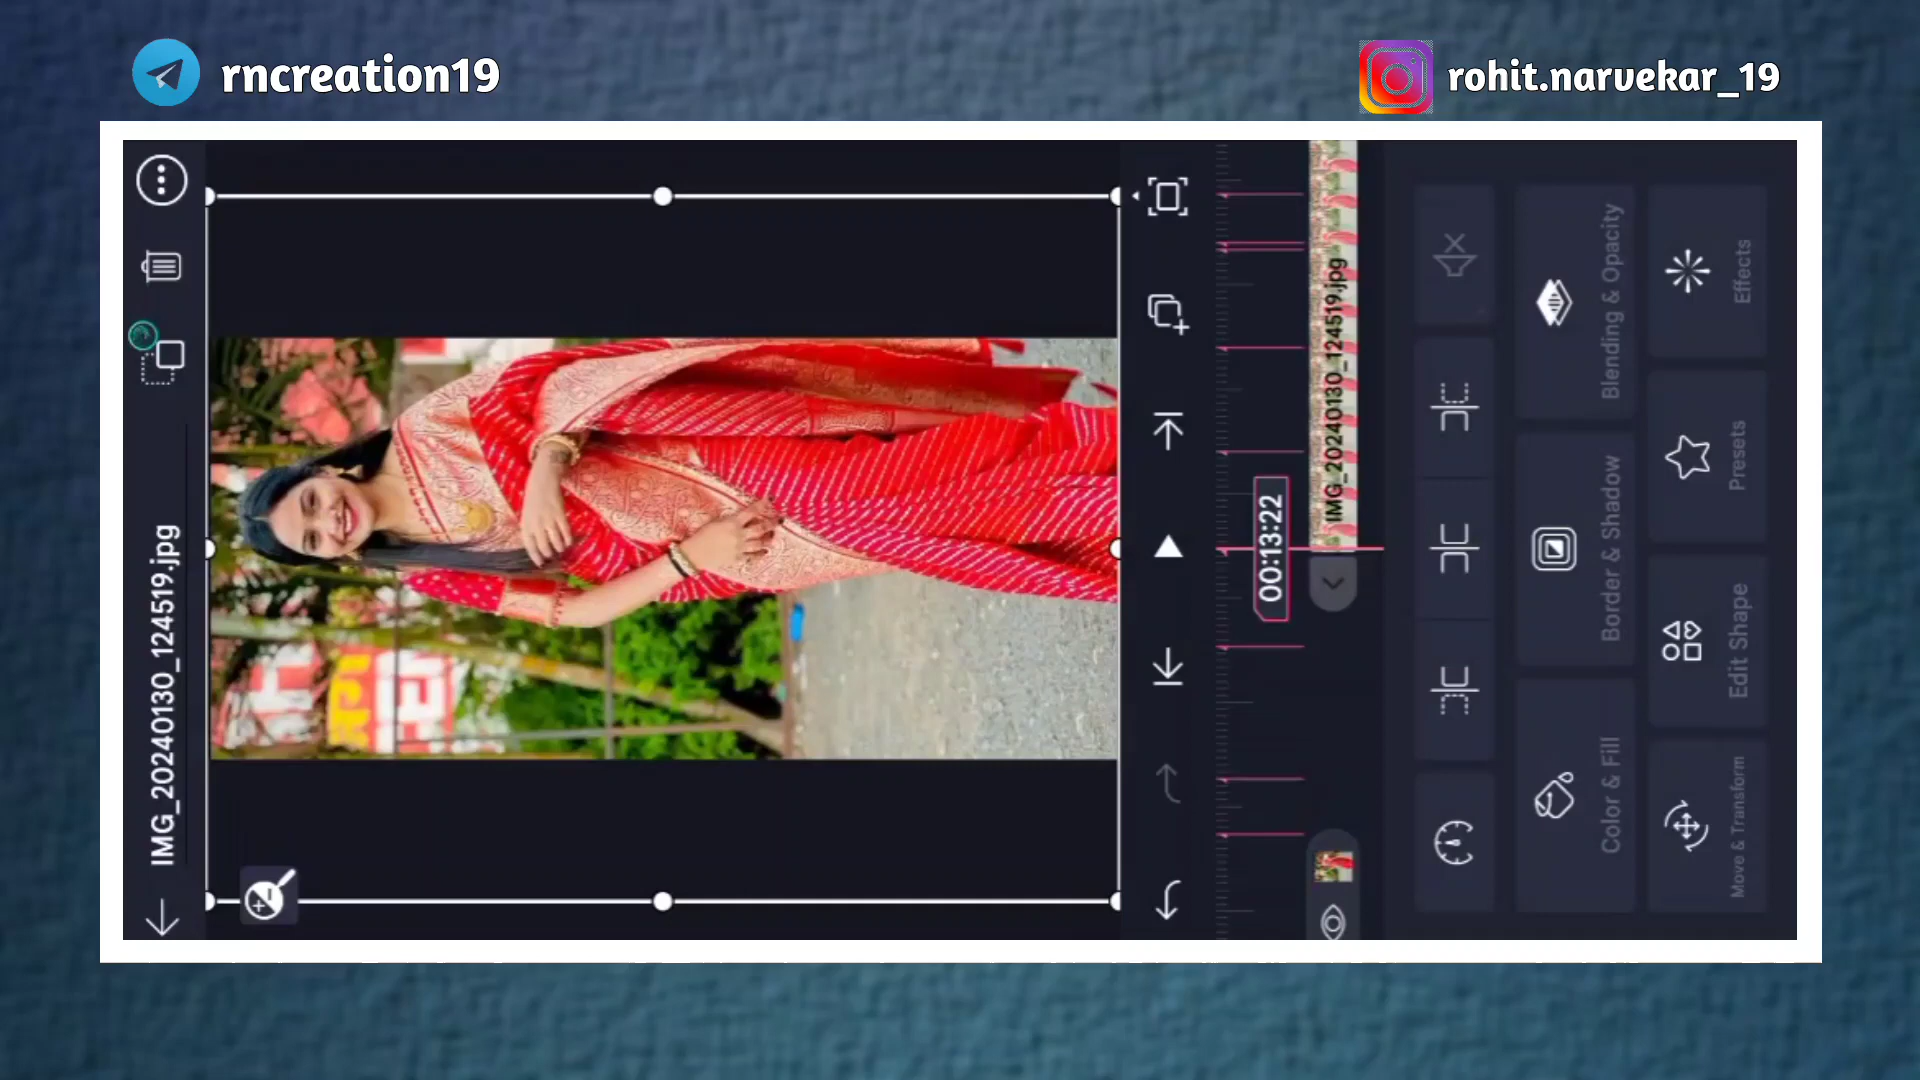 rncreation19
rohit.narvekar_19
IMG_20240130_124519.jpg
00:13:22
IMG_20240130_124519.jpg
Blending & Opacity
Border & Shadow
Color & Fill
Effects
Presets
Edit Shape
Move & Transform